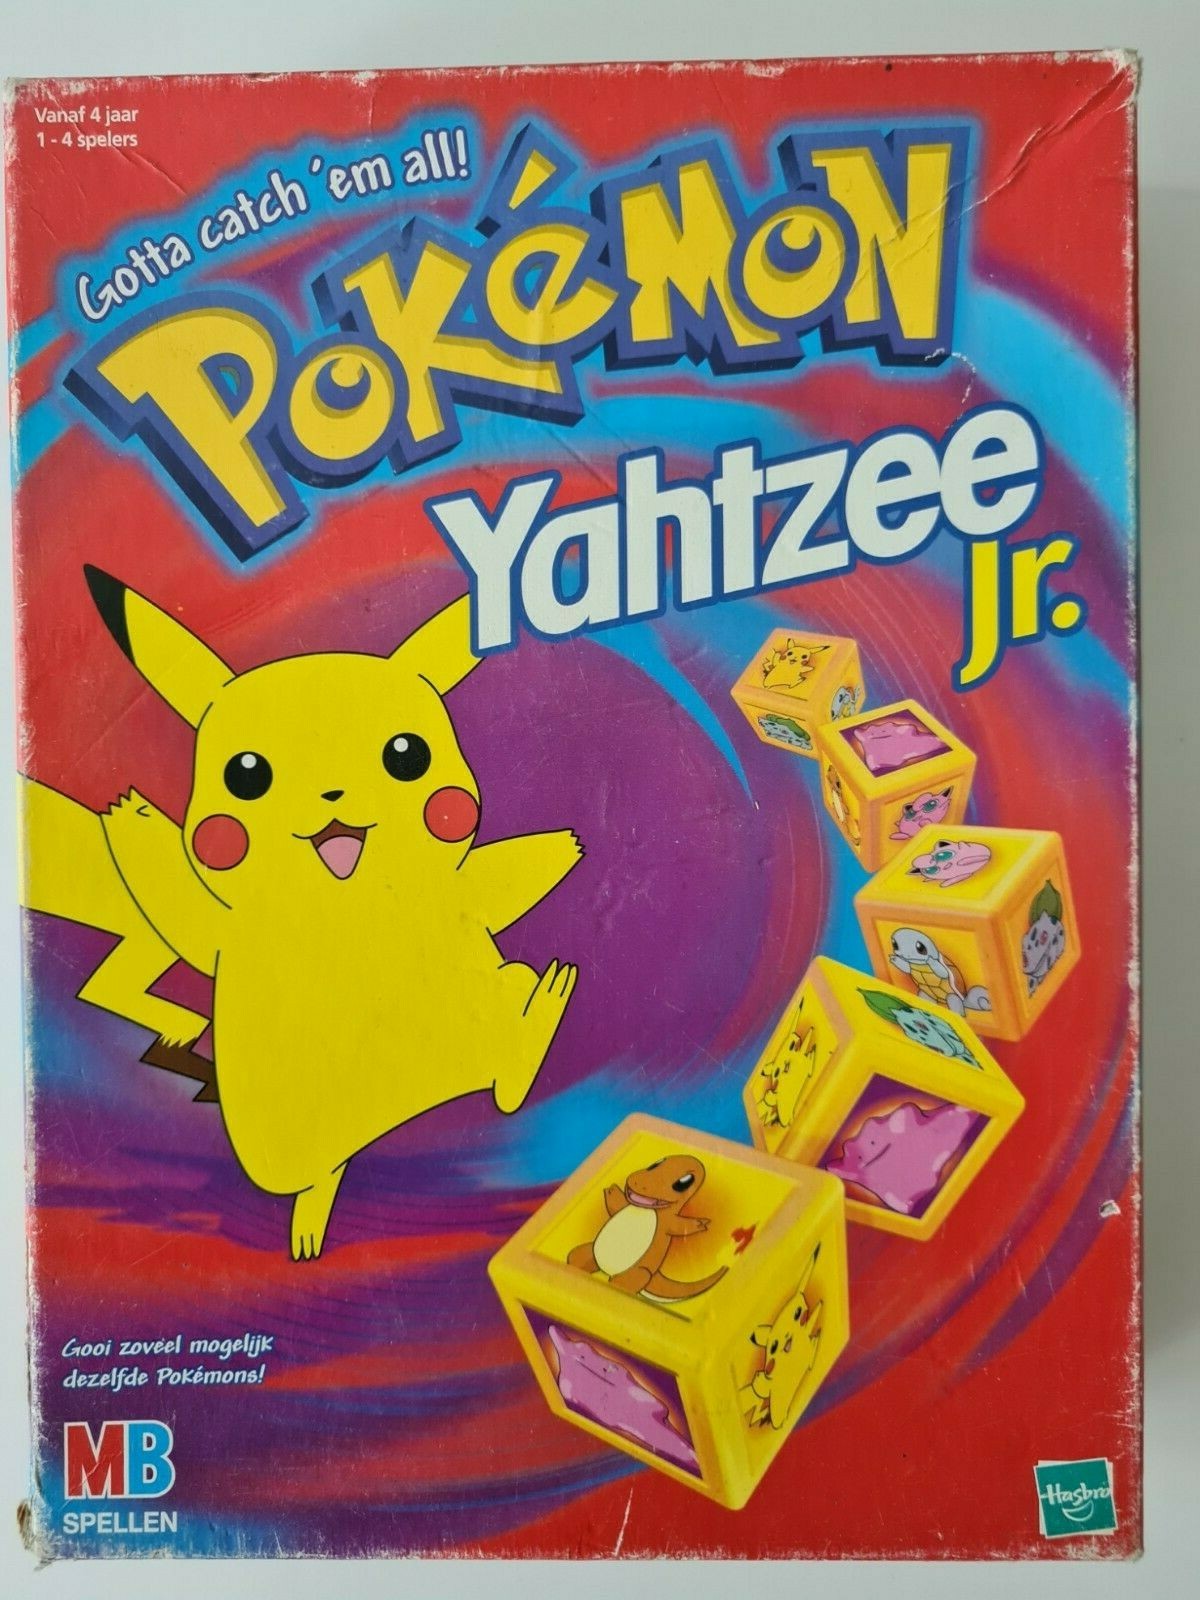 Vanaf 4 jaar
1 - 4 spelers
Gotta catch 'em all!
POKéMON
Yahtzee
Jr.
Gooi zoveel mogelijk
dezelfde Pokémons!
MB
SPELLEN
Hasbro